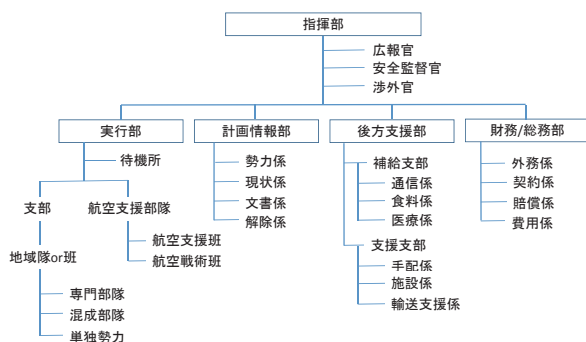 指揮部
広報官
安全監督官
渉外官
実行部
計画情報部
後方支援部
財務/総務部
待機所
支部
航空支援部隊
航空支援班
航空戦術班
地域隊or班
専門部隊
混成部隊
単独勢力
勢力係
現状係
文書係
解除係
補給支部
通信係
食料係
医療係
支援支部
手配係
施設係
輸送支援係
外務係
契約係
賠償係
費用係